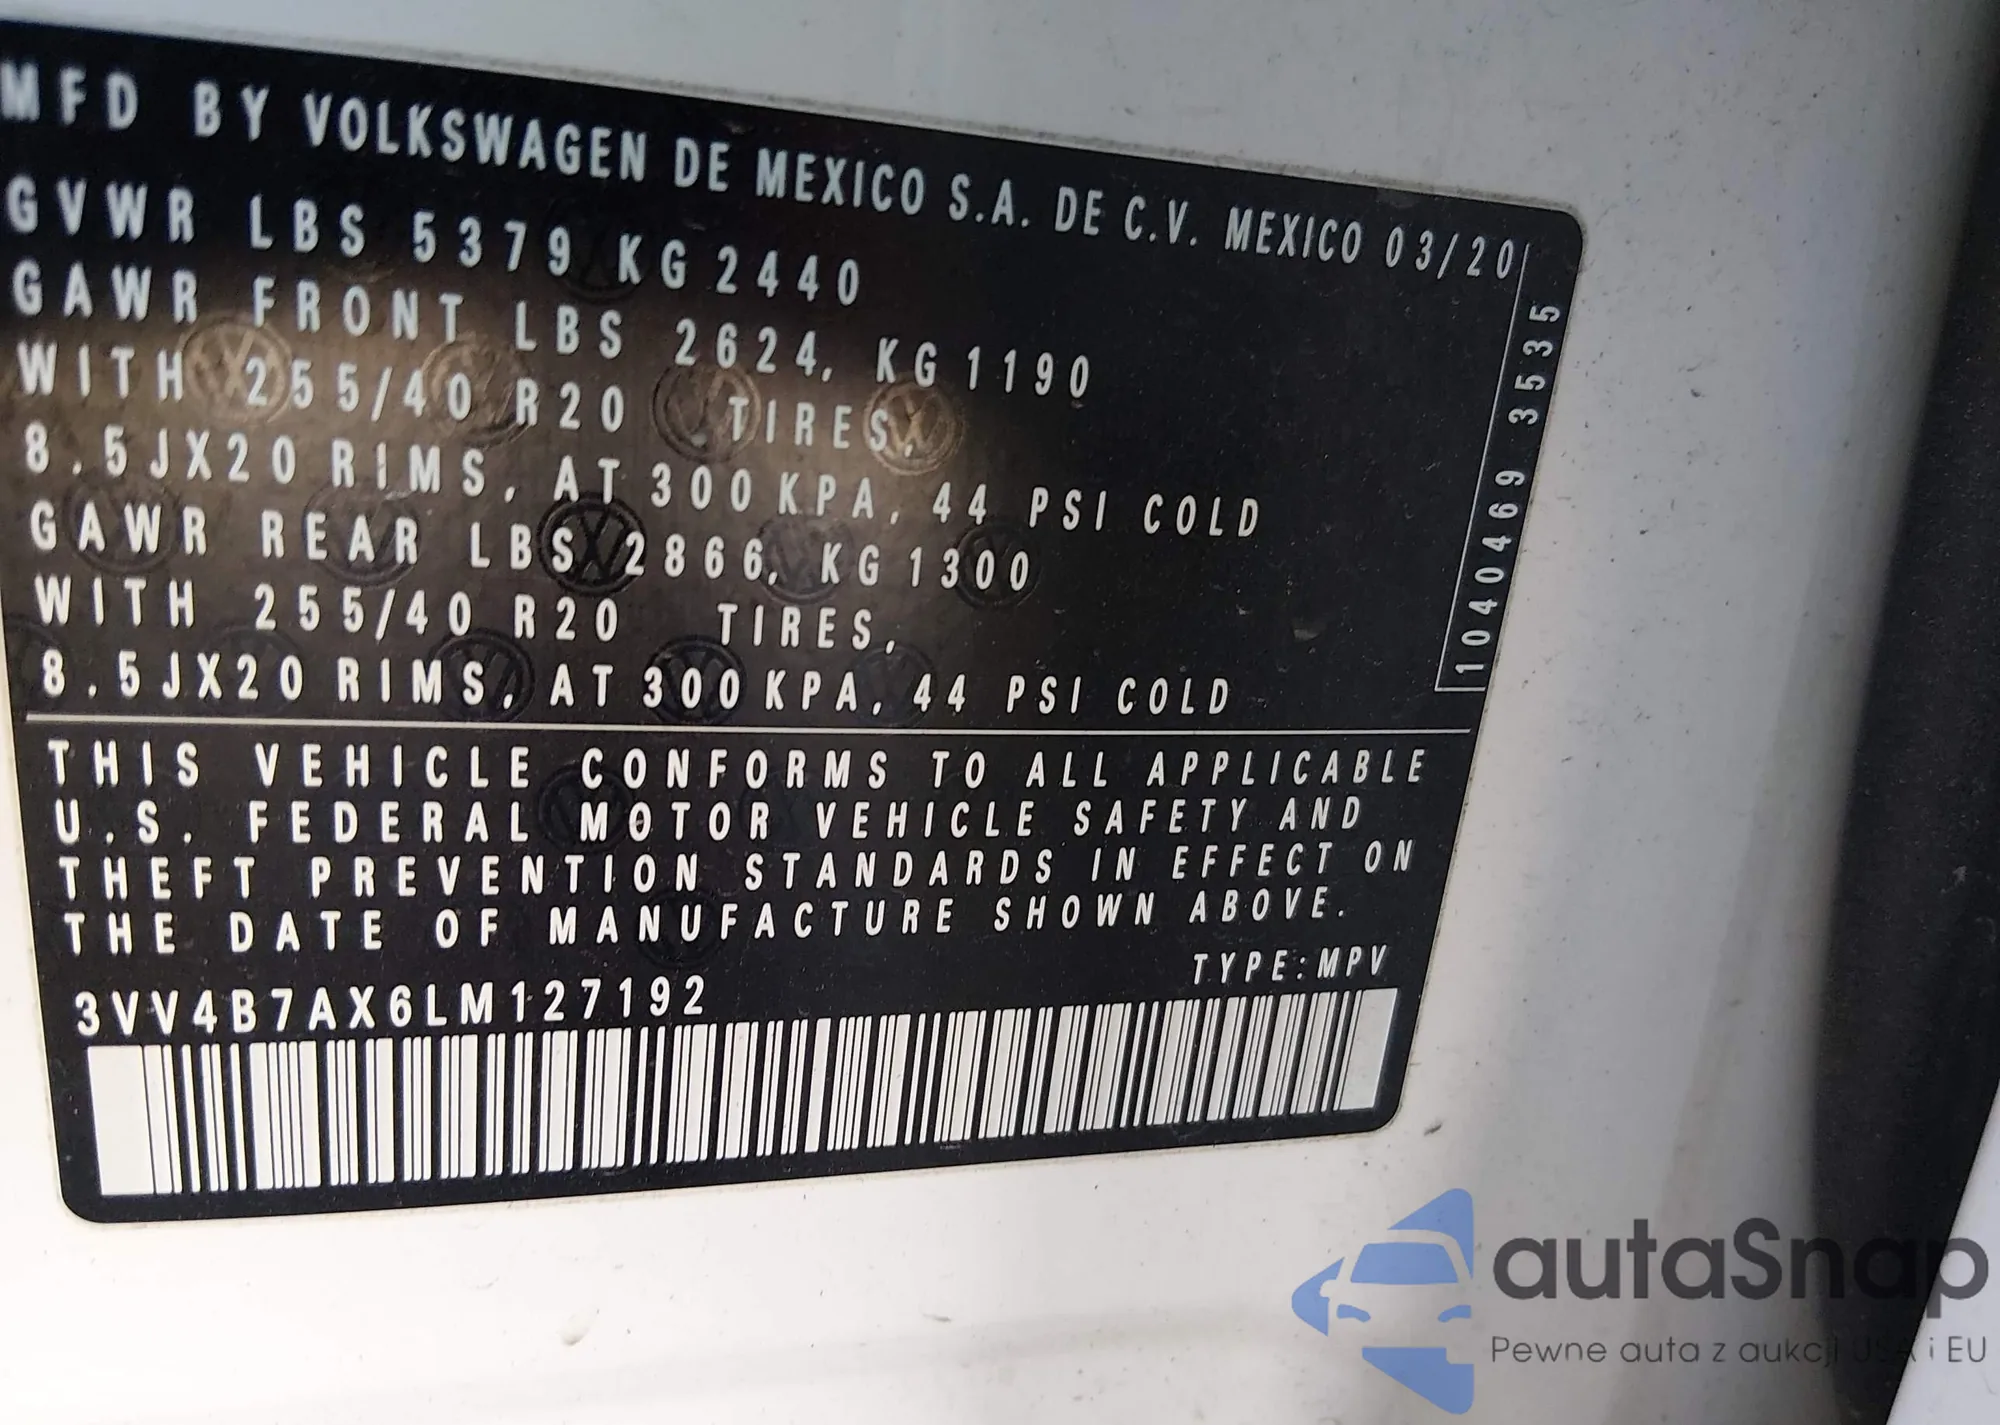 MFD BY VOLKSWAGEN DE MEXICO S.A. DE C.V. MEXICO 03/20
GVWR LBS 5379 KG 2440
GAWR FRONT LBS 2624, KG 1190
WITH 255/40 R20 TIRES,
8.5JX20 RIMS, AT 300 KPA, 44 PSI COLD
GAWR REAR LBS 2866, KG 1300
WITH 255/40 R20 TIRES,
8.5JX20 RIMS, AT 300 KPA, 44 PSI COLD
1040469 3535
THIS VEHICLE CONFORMS TO ALL APPLICABLE
U.S. FEDERAL MOTOR VEHICLE SAFETY AND
THEFT PREVENTION STANDARDS IN EFFECT ON
THE DATE OF MANUFACTURE SHOWN ABOVE.
TYPE:MPV
3VV4B7AX6LM127192
autaSnap
Pewne auta z aukcji USA i EU